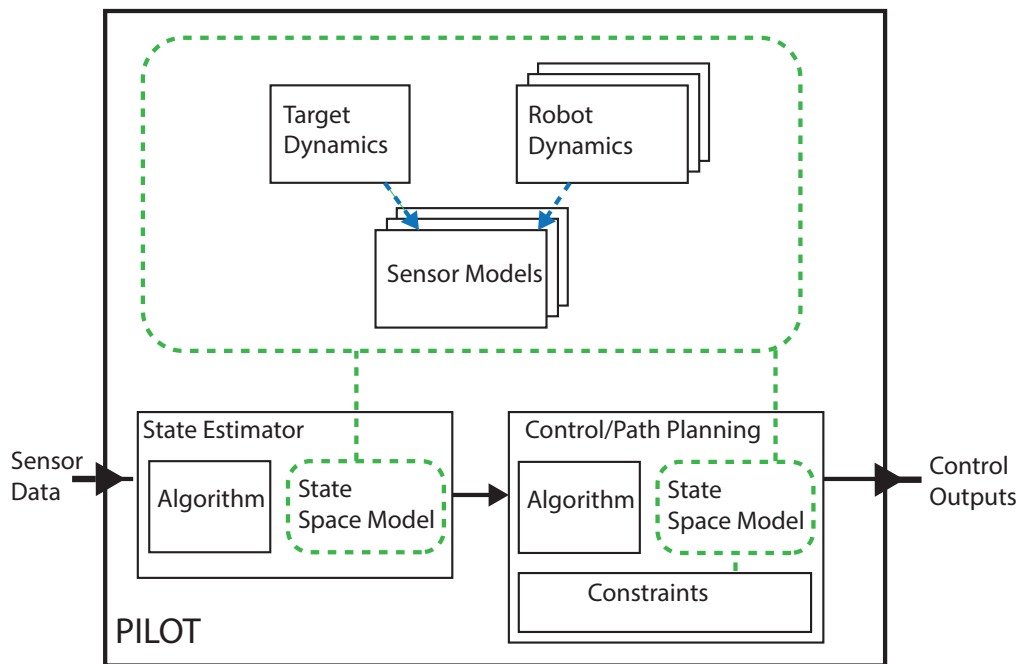 Target
Dynamics
Robot
Dynamics
Sensor Models
State Estimator
Algorithm
State
Space Model
Control/Path Planning
Algorithm
State
Space Model
Constraints
Sensor
Data
Control
Outputs
PILOT